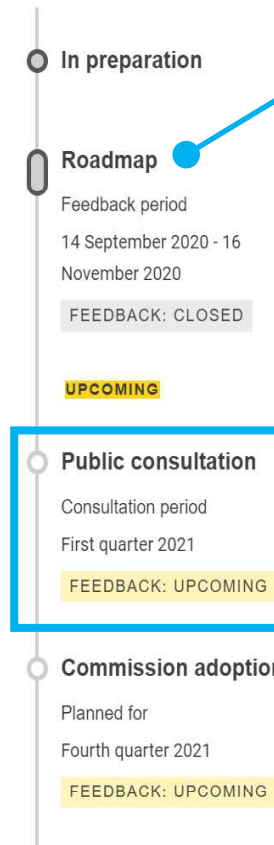 In preparation
Roadmap
Feedback period
14 September 2020 - 16
November 2020
FEEDBACK: CLOSED
UPCOMING
Public consultation
Consultation period
First quarter 2021
FEEDBACK: UPCOMING
Commission adoption
Planned for
Fourth quarter 2021
FEEDBACK: UPCOMING